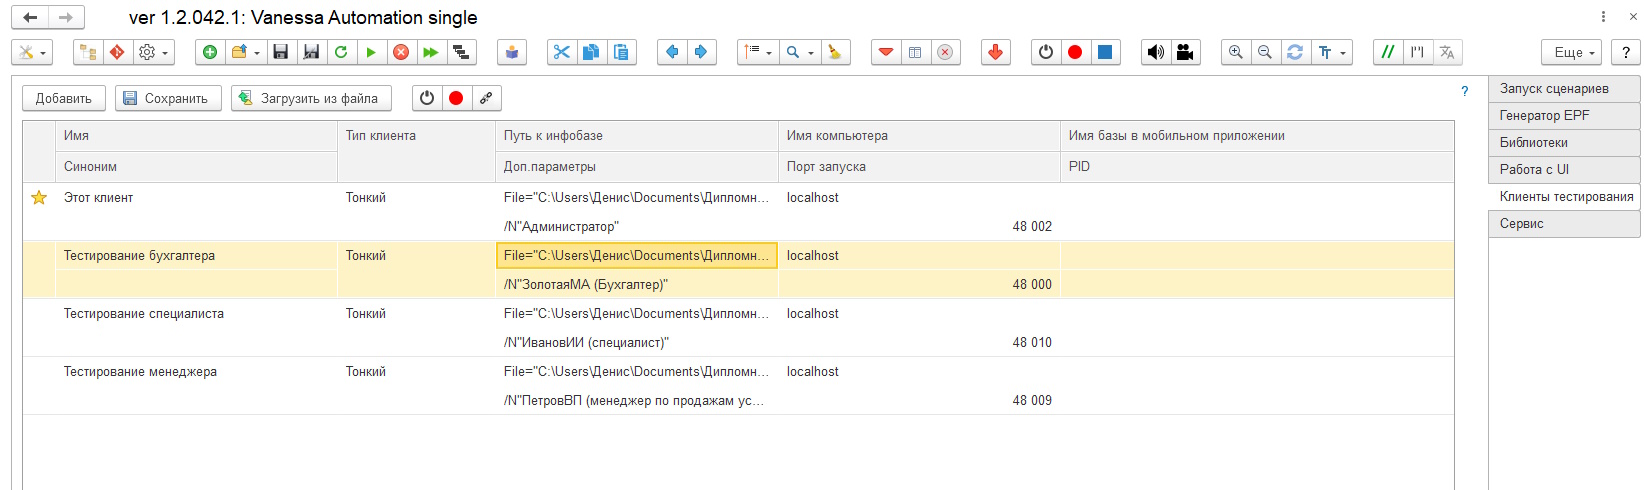 ver 1.2.042.1: Vanessa Automation single
Еще ?
Добавить Сохранить Загрузить из файла ?
Запуск сценариев
Генератор EPF
Библиотеки
Работа с UI
Клиенты тестирования
Сервис
Имя Тип клиента Путь к инфобазе Имя компьютера Имя базы в мобильном приложении
Синоним Доп.параметры Порт запуска PID
Этот клиент Тонкий File="C:\Users\Денис\Documents\Дипломн... localhost
/N"Администратор" 48 002
Тестирование бухгалтера Тонкий File="C:\Users\Денис\Documents\Дипломн... localhost
/N"ЗолотаяМА (Бухгалтер)" 48 000
Тестирование специалиста Тонкий File="C:\Users\Денис\Documents\Дипломн... localhost
/N"ИвановИИ (специалист)" 48 010
Тестирование менеджера Тонкий File="C:\Users\Денис\Documents\Дипломн... localhost
/N"ПетровВП (менеджер по продажам ус... 48 009